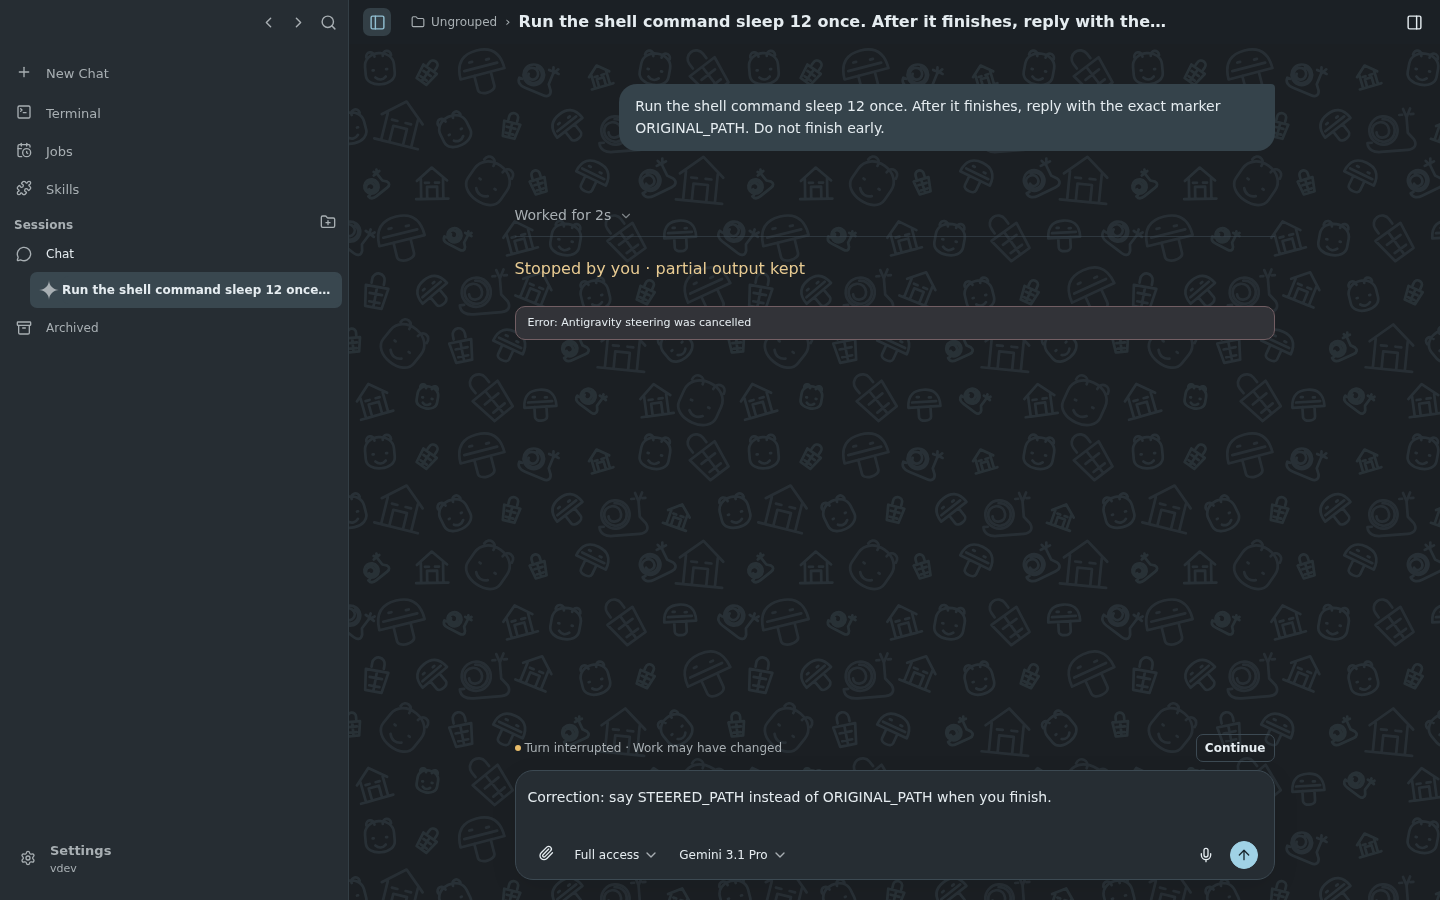 Ungrouped › Run the shell command sleep 12 once. After it finishes, reply with the…
New Chat
Terminal
Jobs
Skills
Sessions
Chat
Run the shell command sleep 12 once…
Archived
Settings
vdev
Run the shell command sleep 12 once. After it finishes, reply with the exact marker
ORIGINAL_PATH. Do not finish early.
Worked for 2s
Stopped by you · partial output kept
Error: Antigravity steering was cancelled
Turn interrupted · Work may have changed
Continue
Correction: say STEERED_PATH instead of ORIGINAL_PATH when you finish.
Full access
Gemini 3.1 Pro